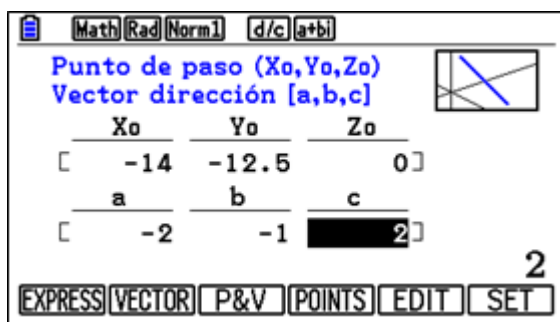 Math Rad Norm1 d/c a+bi
Punto de paso (Xo,Yo,Zo)
Vector dirección [a,b,c]
Xo Yo Zo
[ -14 -12.5 0]
a b c
[ -2 -1 2]
2
EXPRESS VECTOR P&V POINTS EDIT SET